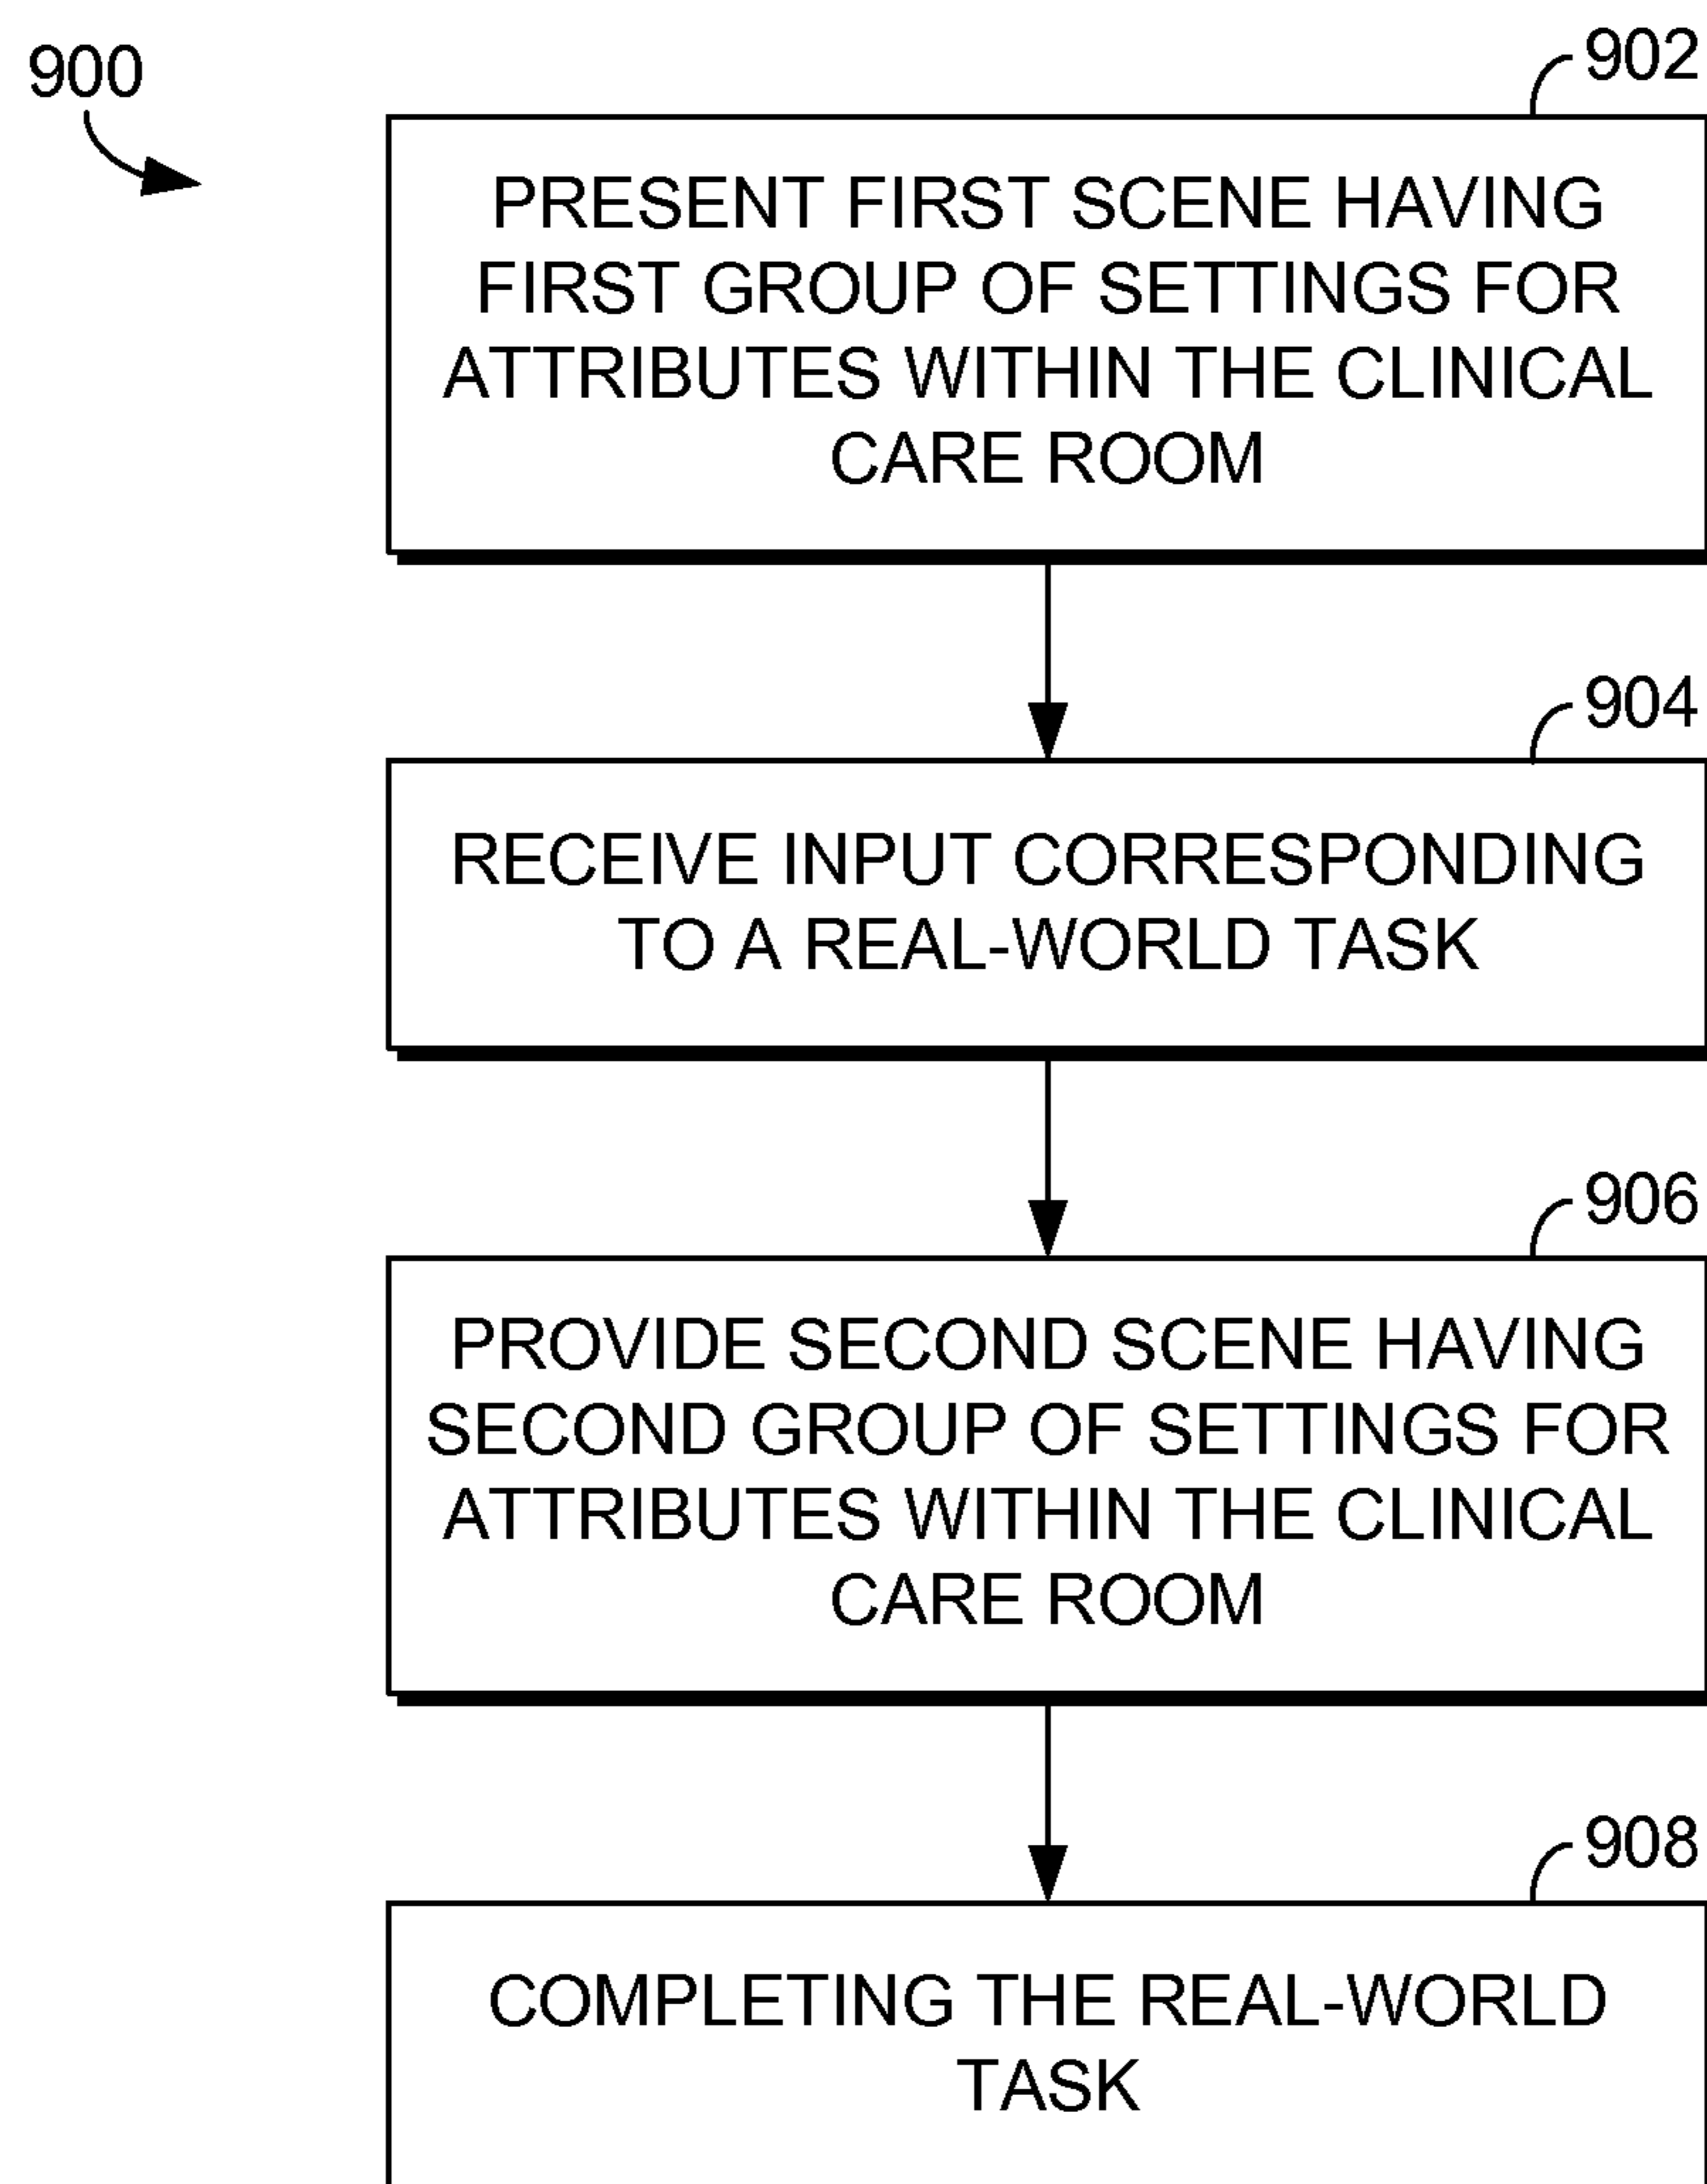 900
902
PRESENT FIRST SCENE HAVING
FIRST GROUP OF SETTINGS FOR
ATTRIBUTES WITHIN THE CLINICAL
CARE ROOM
904
RECEIVE INPUT CORRESPONDING
TO A REAL-WORLD TASK
906
PROVIDE SECOND SCENE HAVING
SECOND GROUP OF SETTINGS FOR
ATTRIBUTES WITHIN THE CLINICAL
CARE ROOM
908
COMPLETING THE REAL-WORLD
TASK